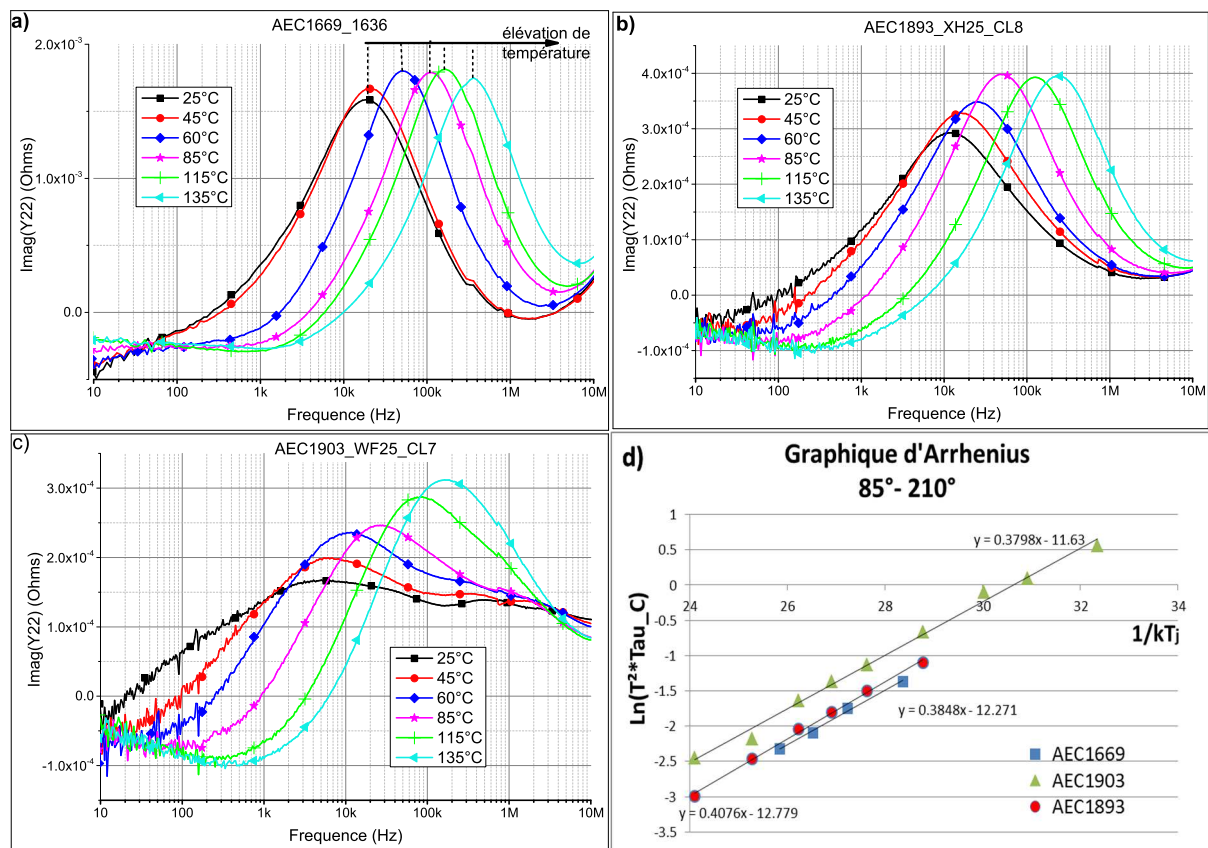 a)
AEC1669_1636
élévation de
température
2.0x10⁻³
1.0x10⁻³
0.0
Imag(Y22) (Ohms)
25°C
45°C
60°C
85°C
115°C
135°C
10 100 1k 10k 100k 1M 10M
Frequence (Hz)
b)
AEC1893_XH25_CL8
4.0x10⁻⁴
3.0x10⁻⁴
2.0x10⁻⁴
1.0x10⁻⁴
0.0
-1.0x10⁻⁴
Imag(Y22) (Ohms)
25°C
45°C
60°C
85°C
115°C
135°C
10 100 1k 10k 100k 1M 10M
Frequence (Hz)
c)
AEC1903_WF25_CL7
3.0x10⁻⁴
2.0x10⁻⁴
1.0x10⁻⁴
0.0
-1.0x10⁻⁴
Imag(Y22) (Ohms)
25°C
45°C
60°C
85°C
115°C
135°C
10 100 1k 10k 100k 1M 10M
Frequency (Hz)
d)
Graphique d'Arrhenius
85°- 210°
1
0.5
0
-0.5
-1
-1.5
-2
-2.5
-3
-3.5
Ln(T²*Tau_C)
24 26 28 30 32 34
1/kTj
y = 0.3798x - 11.63
y = 0.3848x - 12.271
y = 0.4076x - 12.779
AEC1669
AEC1903
AEC1893